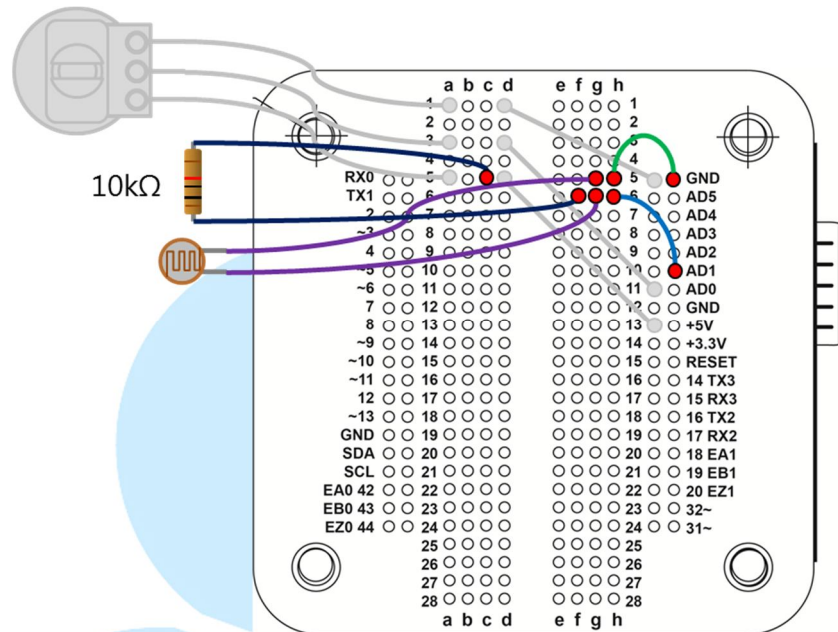 a b c d e f g h
1 1
2 2
3 3
4 4
RX0 5 5 GND
10kΩ
TX1 6 6 AD5
2 7 7 AD4
~3 8 8 AD3
4 9 9 AD2
~5 10 10 AD1
~6 11 11 AD0
7 12 12 GND
8 13 13 +5V
~9 14 14 +3.3V
~10 15 15 RESET
~11 16 16 14 TX3
12 17 17 15 RX3
~13 18 18 16 TX2
GND 19 19 17 RX2
SDA 20 20 18 EA1
SCL 21 21 19 EB1
EA0 42 22 22 20 EZ1
EB0 43 23 23 32~
EZ0 44 24 24 31~
25 25
26 26
27 27
28 28
a b c d e f g h